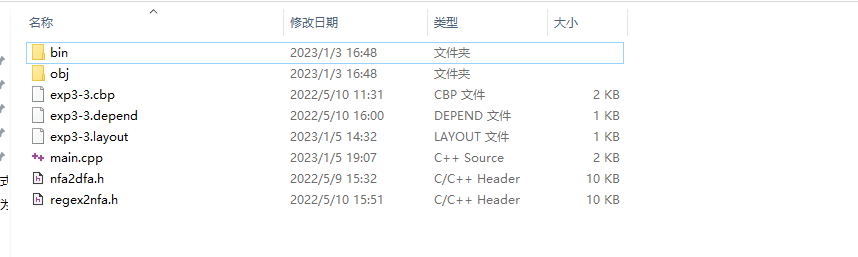 名称 修改日期 类型 大小
bin 2023/1/3 16:48 文件夹
obj 2023/1/3 16:48 文件夹
exp3-3.cbp 2022/5/10 11:31 CBP 文件 2 KB
exp3-3.depend 2022/5/10 16:00 DEPEND 文件 1 KB
exp3-3.layout 2023/1/5 14:32 LAYOUT 文件 1 KB
main.cpp 2023/1/5 19:07 C++ Source 2 KB
nfa2dfa.h 2022/5/9 15:32 C/C++ Header 10 KB
式
regex2nfa.h 2022/5/10 15:51 C/C++ Header 10 KB
为